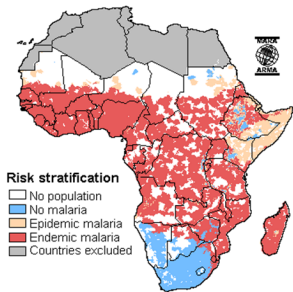 MARA
ARMA
Risk stratification
No population
No malaria
Epidemic malaria
Endemic malaria
Countries excluded